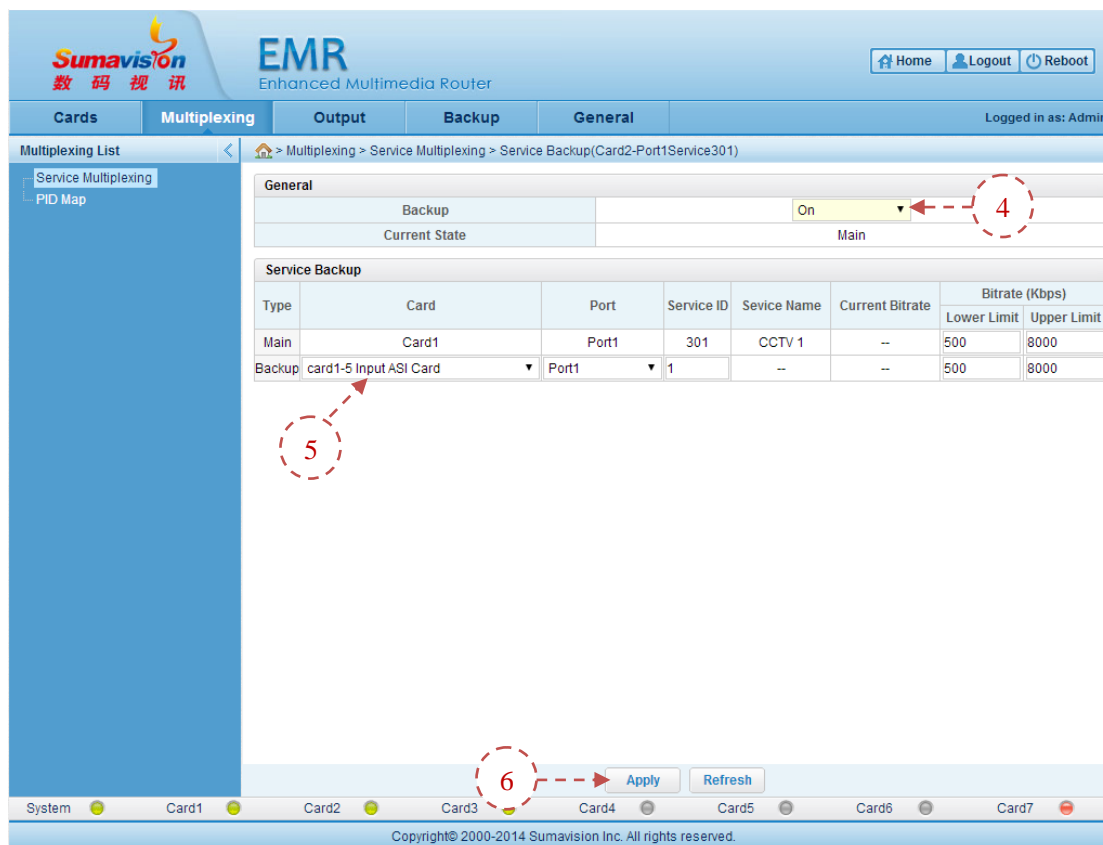 Sumavision
数码视讯
EMR
Enhanced Multimedia Router
Home Logout Reboot
Cards Multiplexing Output Backup General Logged in as: Admin
Multiplexing List
> Multiplexing > Service Multiplexing > Service Backup(Card2-Port1Service301)
Service Multiplexing
PID Map
General
Backup On
4
Current State Main
Service Backup
Type Card Port Service ID Sevice Name Current Bitrate Bitrate (Kbps)
Lower Limit Upper Limit
Main Card1 Port1 301 CCTV 1 -- 500 8000
Backup card1-5 Input ASI Card Port1 1 -- -- 500 8000
5
6
Apply Refresh
System Card1 Card2 Card3 Card4 Card5 Card6 Card7
Copyright© 2000-2014 Sumavision Inc. All rights reserved.